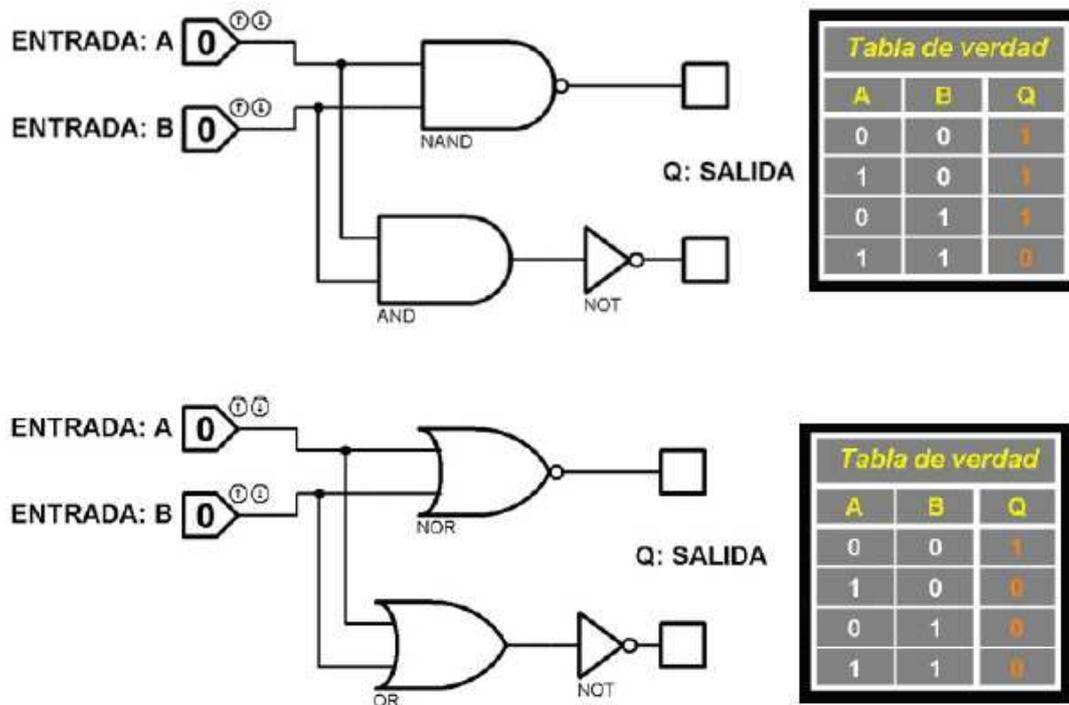 ENTRADA: A 0
ENTRADA: B 0
NAND
Q: SALIDA
AND
NOT
Tabla de verdad
A B Q
0 0 1
1 0 1
0 1 1
1 1 0
ENTRADA: A 0
ENTRADA: B 0
NOR
Q: SALIDA
OR
NOT
Tabla de verdad
A B Q
0 0 1
1 0 0
0 1 0
1 1 0